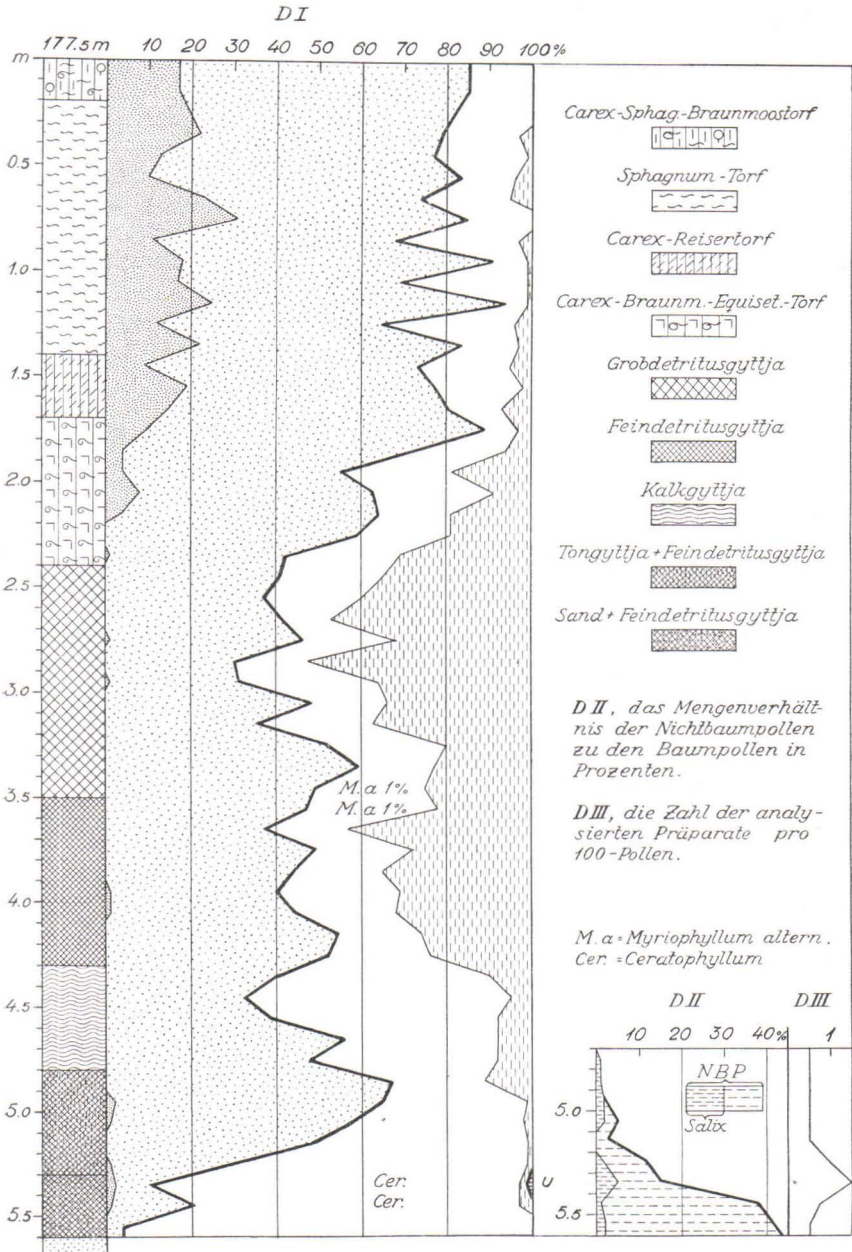 DI
177.5 m
10 20 30 40 50 60 70 80 90 100%
m
0.5
1.0
1.5
2.0
2.5
3.0
3.5
4.0
4.5
5.0
5.5
M.a 1%
M.a 1%
Cer.
Cer.
Carex-Sphag.-Braunmoostorf
Sphagnum-Torf
Carex-Reisertorf
Carex-Braunm.-Equiset.-Torf
Grobdetritusgyttja
Feindetritusgyttja
Kalkgyttja
Tongyttja+Feindetritusgyttja
Sand+Feindetritusgyttja
D II, das Mengenverhält-
nis der Nichtbaumpollen
zu den Baumpollen in
Prozenten.
D III, die Zahl der analy-
sierten Präparate pro
100-Pollen.
M.a=Myriophyllum altern.
Cer.=Ceratophyllum
D II D III
10 20 30 40% 1
NBP
Salix
5.0
U
5.5